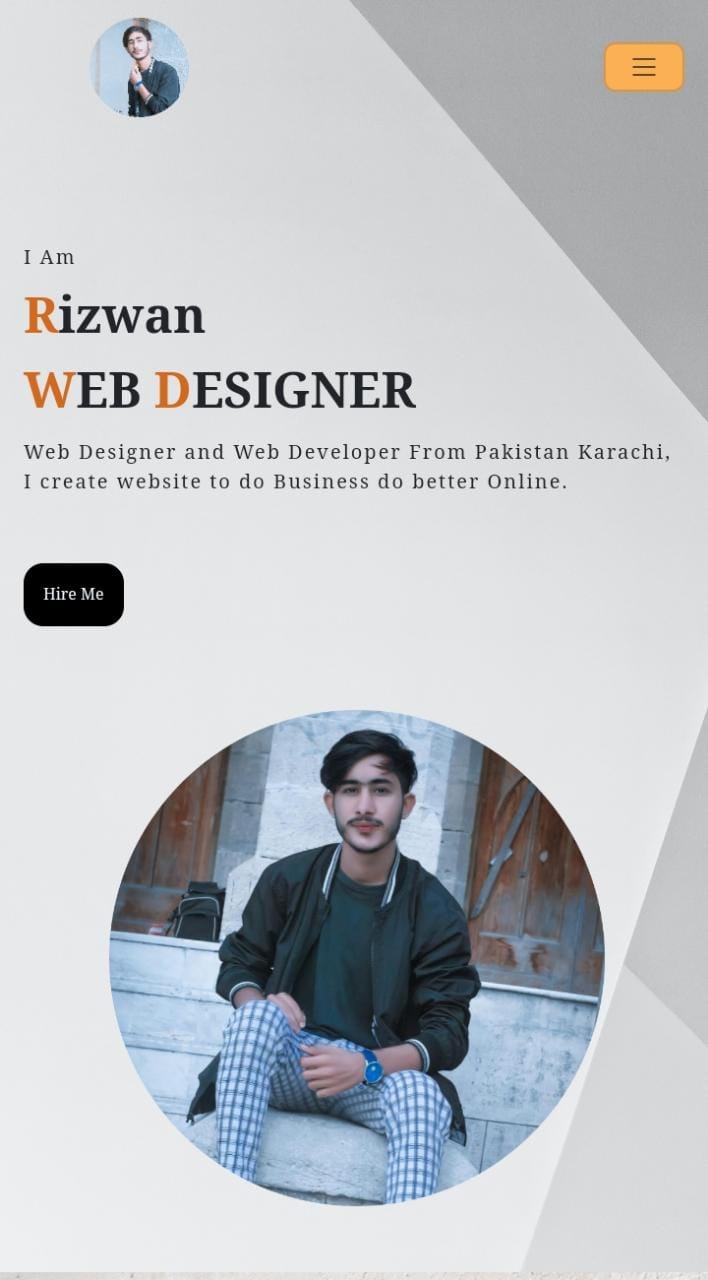 I Am
Rizwan
WEB DESIGNER
Web Designer and Web Developer From Pakistan Karachi,
I create website to do Business do better Online.
Hire Me